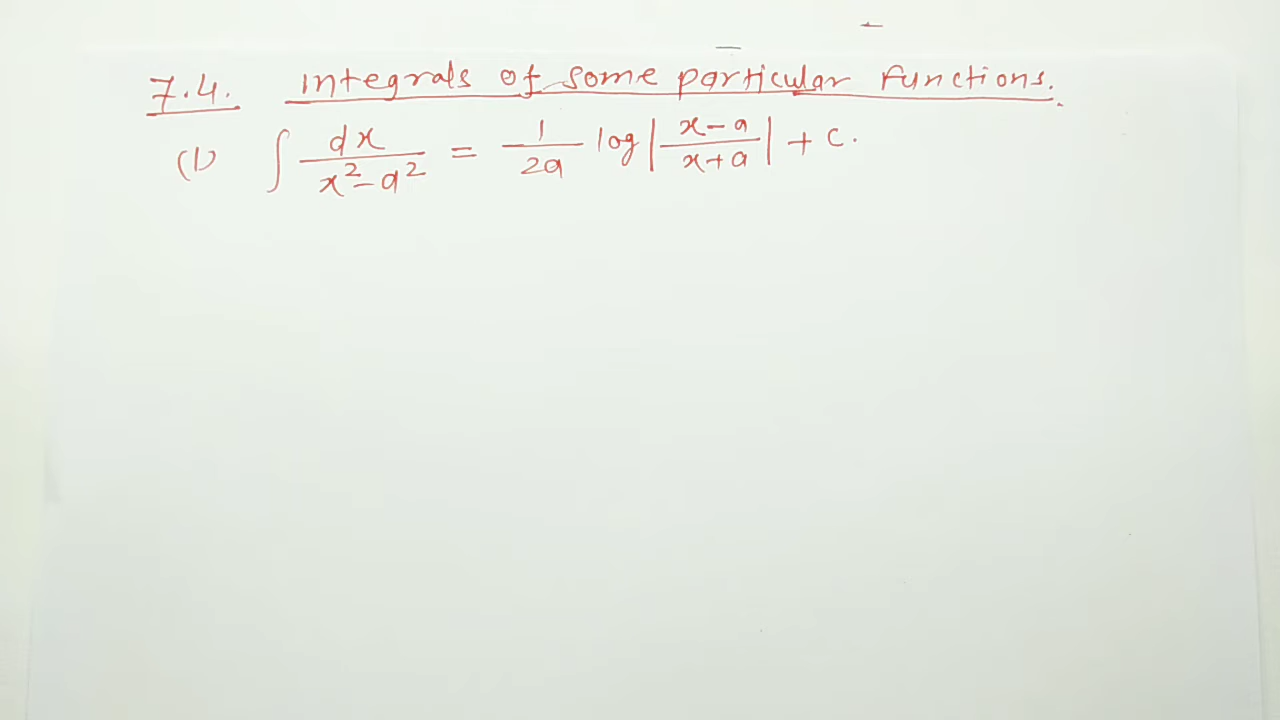 7.4. Integrals of some particular functions.
(1) ∫ dx/(x²-a²) = 1/2a log|(x-a)/(x+a)| + c.